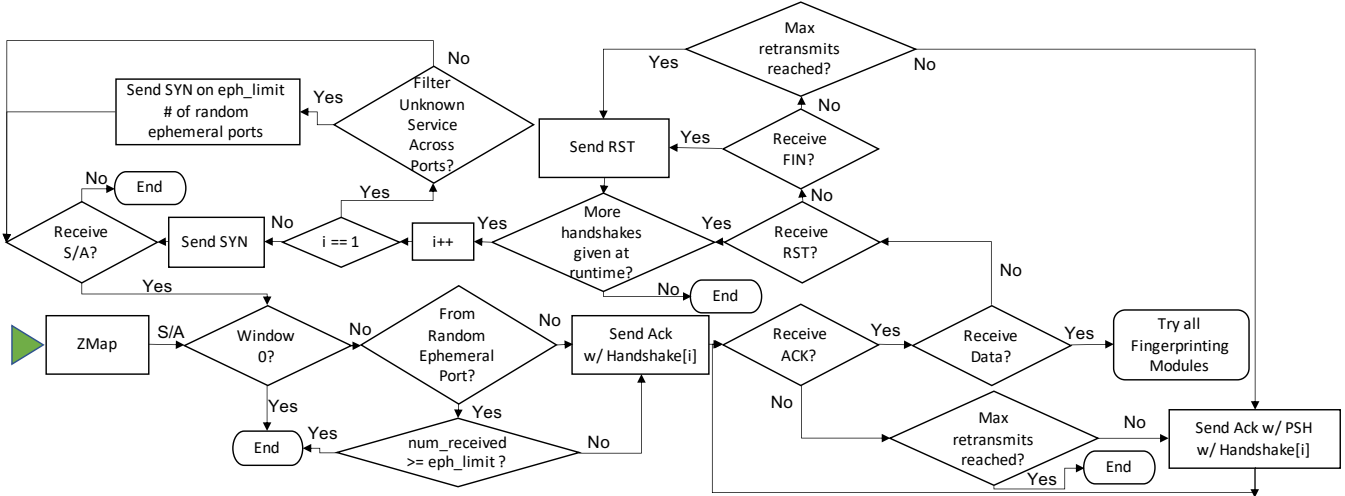 Max
retransmits
reached?
Yes
No
No
Send SYN on eph_limit
# of random
ephemeral ports
Yes
Filter
Unknown
Service
Across
Ports?
Send RST
Yes
Receive
FIN?
No
No
End
Yes
No
Receive
S/A?
Send SYN
No
i == 1
i++
Yes
More
handshakes
given at
runtime?
Yes
Receive
RST?
No
Yes
No
End
ZMap
S/A
Window
0?
No
From
Random
Ephemeral
Port?
No
Send Ack
w/ Handshake[i]
Receive
ACK?
Yes
Receive
Data?
Yes
Try all
Fingerprinting
Modules
Yes
Yes
No
End
Yes
num_received
>= eph_limit ?
No
Max
retransmits
reached?
No
Send Ack w/ PSH
w/ Handshake[i]
Yes
End